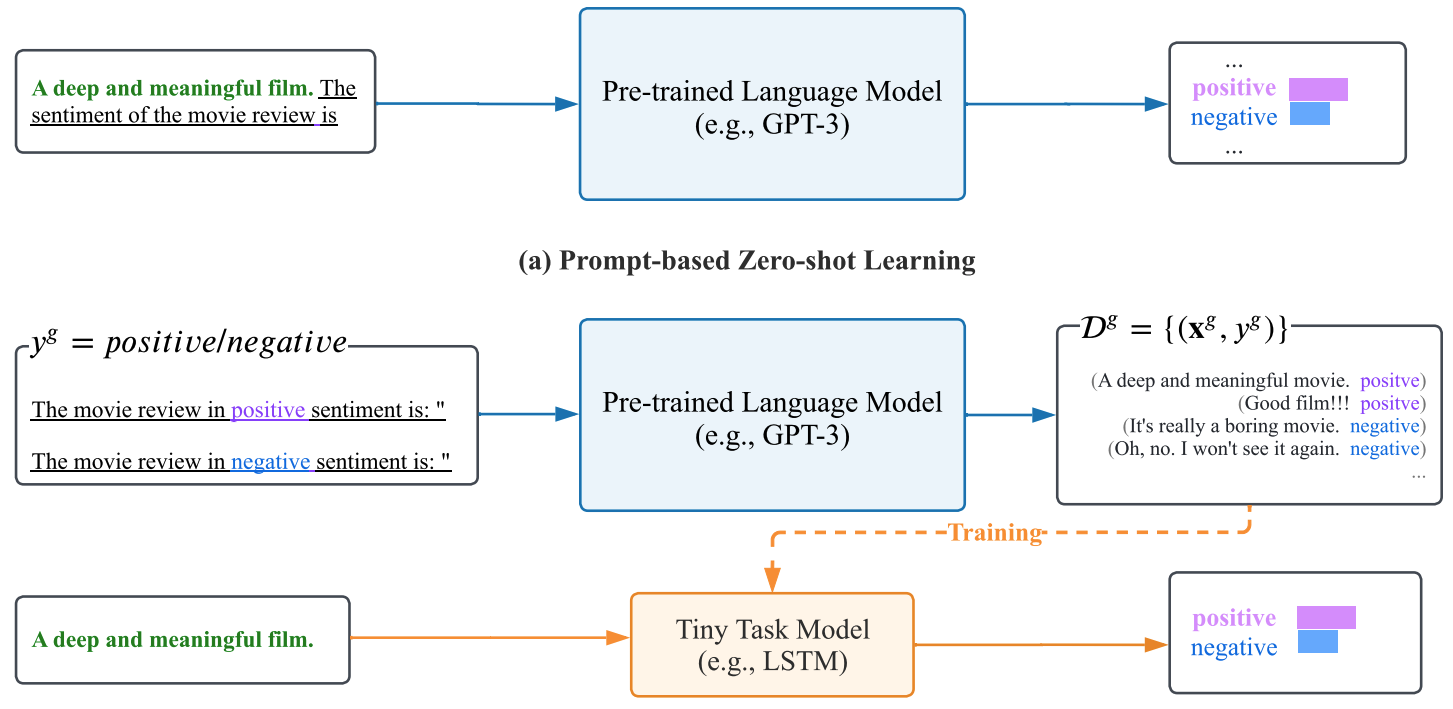 A deep and meaningful film. The
sentiment of the movie review is
Pre-trained Language Model
(e.g., GPT-3)
...
positive
negative
...
(a) Prompt-based Zero-shot Learning
y^g = positive/negative
The movie review in positive sentiment is: "
The movie review in negative sentiment is: "
Pre-trained Language Model
(e.g., GPT-3)
𝒟^g = {(𝐱^g, y^g)}
(A deep and meaningful movie. positve)
(Good film!!! positve)
(It's really a boring movie. negative)
(Oh, no. I won't see it again. negative)
...
Training
A deep and meaningful film.
Tiny Task Model
(e.g., LSTM)
positive
negative